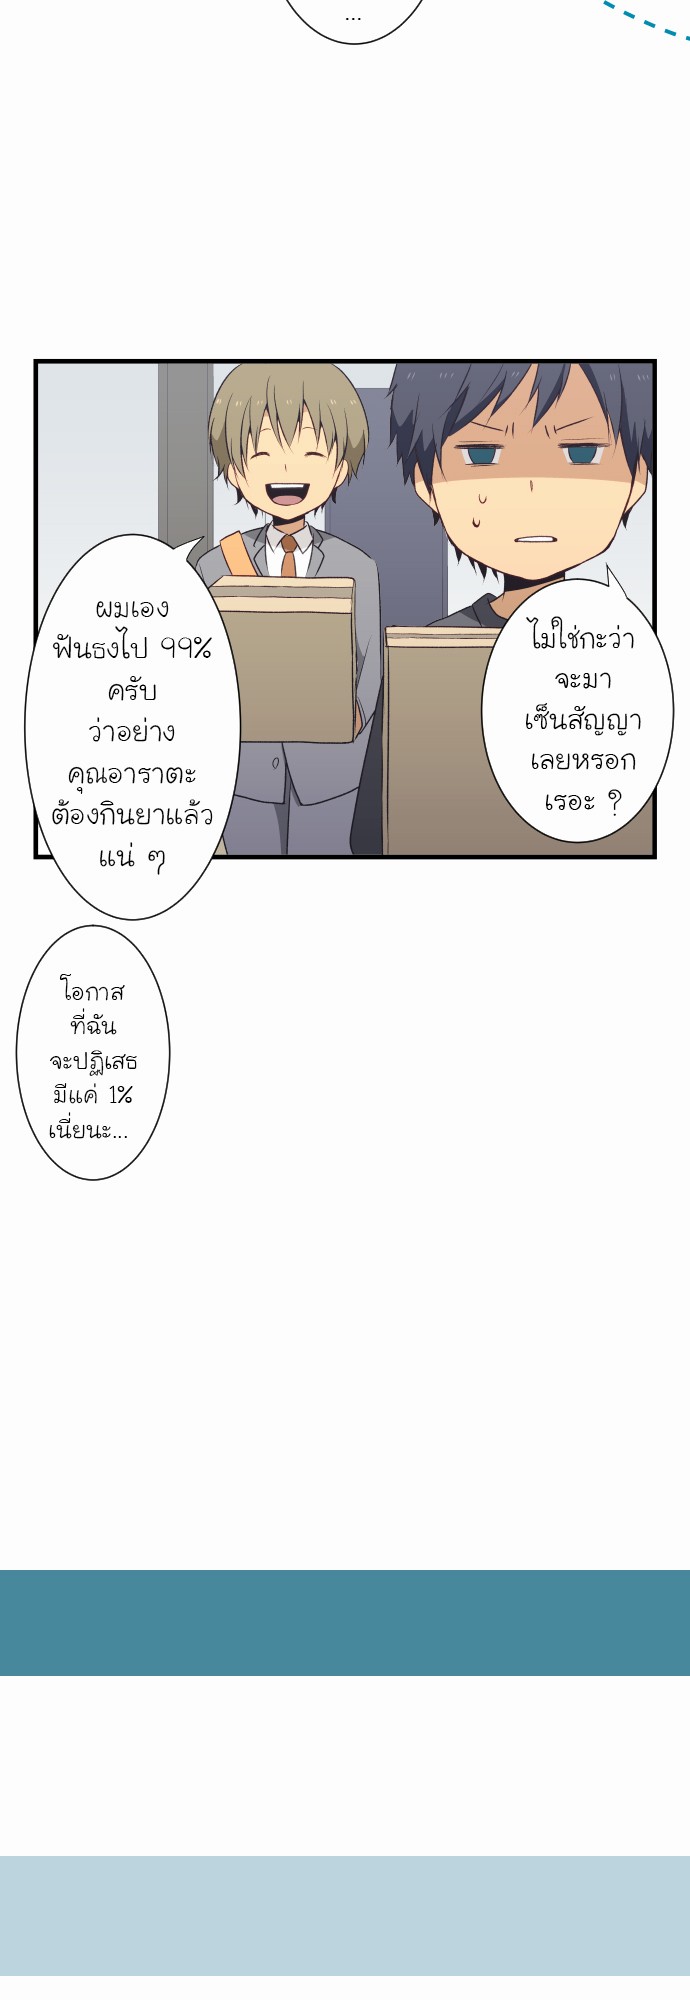 ...
ไม่ใช่กะว่า
จะมา
เซ็นสัญญา
เลยหรอก
เรอะ ?
ผมเอง
ฟันธงไป 99%
ครับ
ว่าอย่าง
คุณอาราตะ
ต้องกินยาแล้ว
แน่ ๆ
โอกาส
ที่ฉัน
จะปฏิเสธ
มีแค่ 1%
เนี่ยนะ...